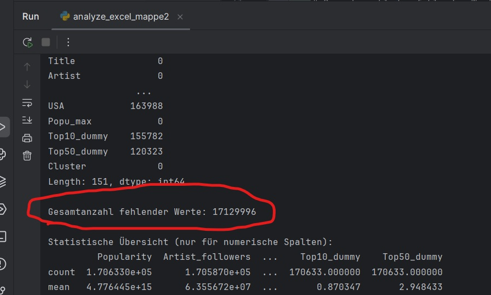 Run analyze_excel_mappe2
Title 0
Artist 0
...
USA 163988
Popu_max 0
Top10_dummy 155782
Top50_dummy 120323
Cluster 0
Length: 151, dtype: int64
Gesamtanzahl fehlender Werte: 17129996
Statistische Übersicht (nur für numerische Spalten):
Popularity Artist_followers ... Top10_dummy Top50_dummy
count 1.706330e+05 1.705870e+05 ... 170633.000000 170633.000000
mean 4.776445e+15 6.355672e+07 ... 0.870347 2.948433